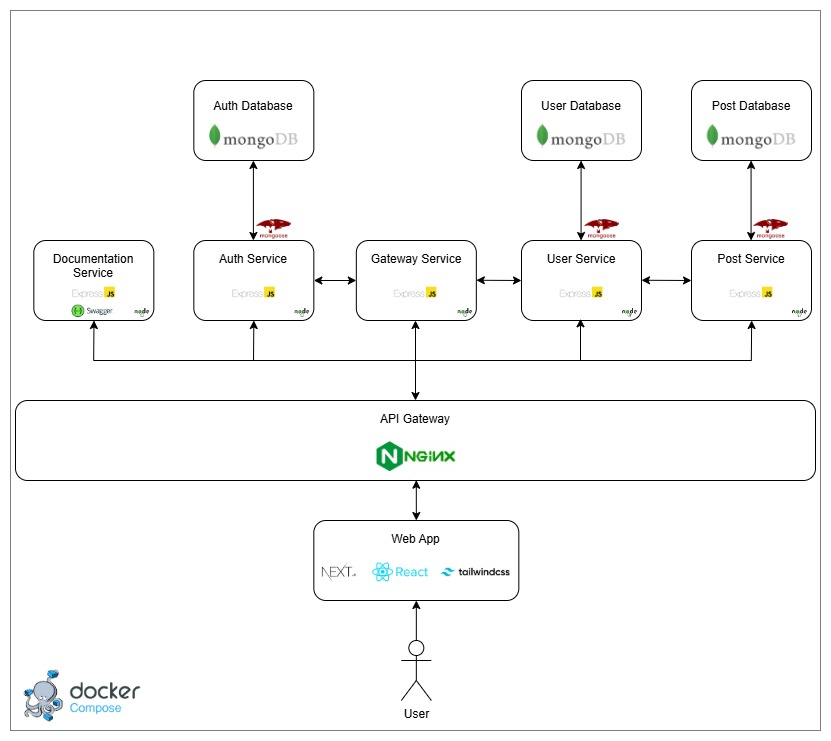 Auth Database
User Database
Post Database
mongoDB
mongoDB
mongoDB
mongoose
mongoose
mongoose
Documentation
Service
Auth Service
Gateway Service
User Service
Post Service
Express JS
Express JS
Express JS
Express JS
Express JS
Swagger
node
node
node
node
node
API Gateway
NGINX
Web App
NEXT.JS
React
tailwindcss
docker
Compose
User